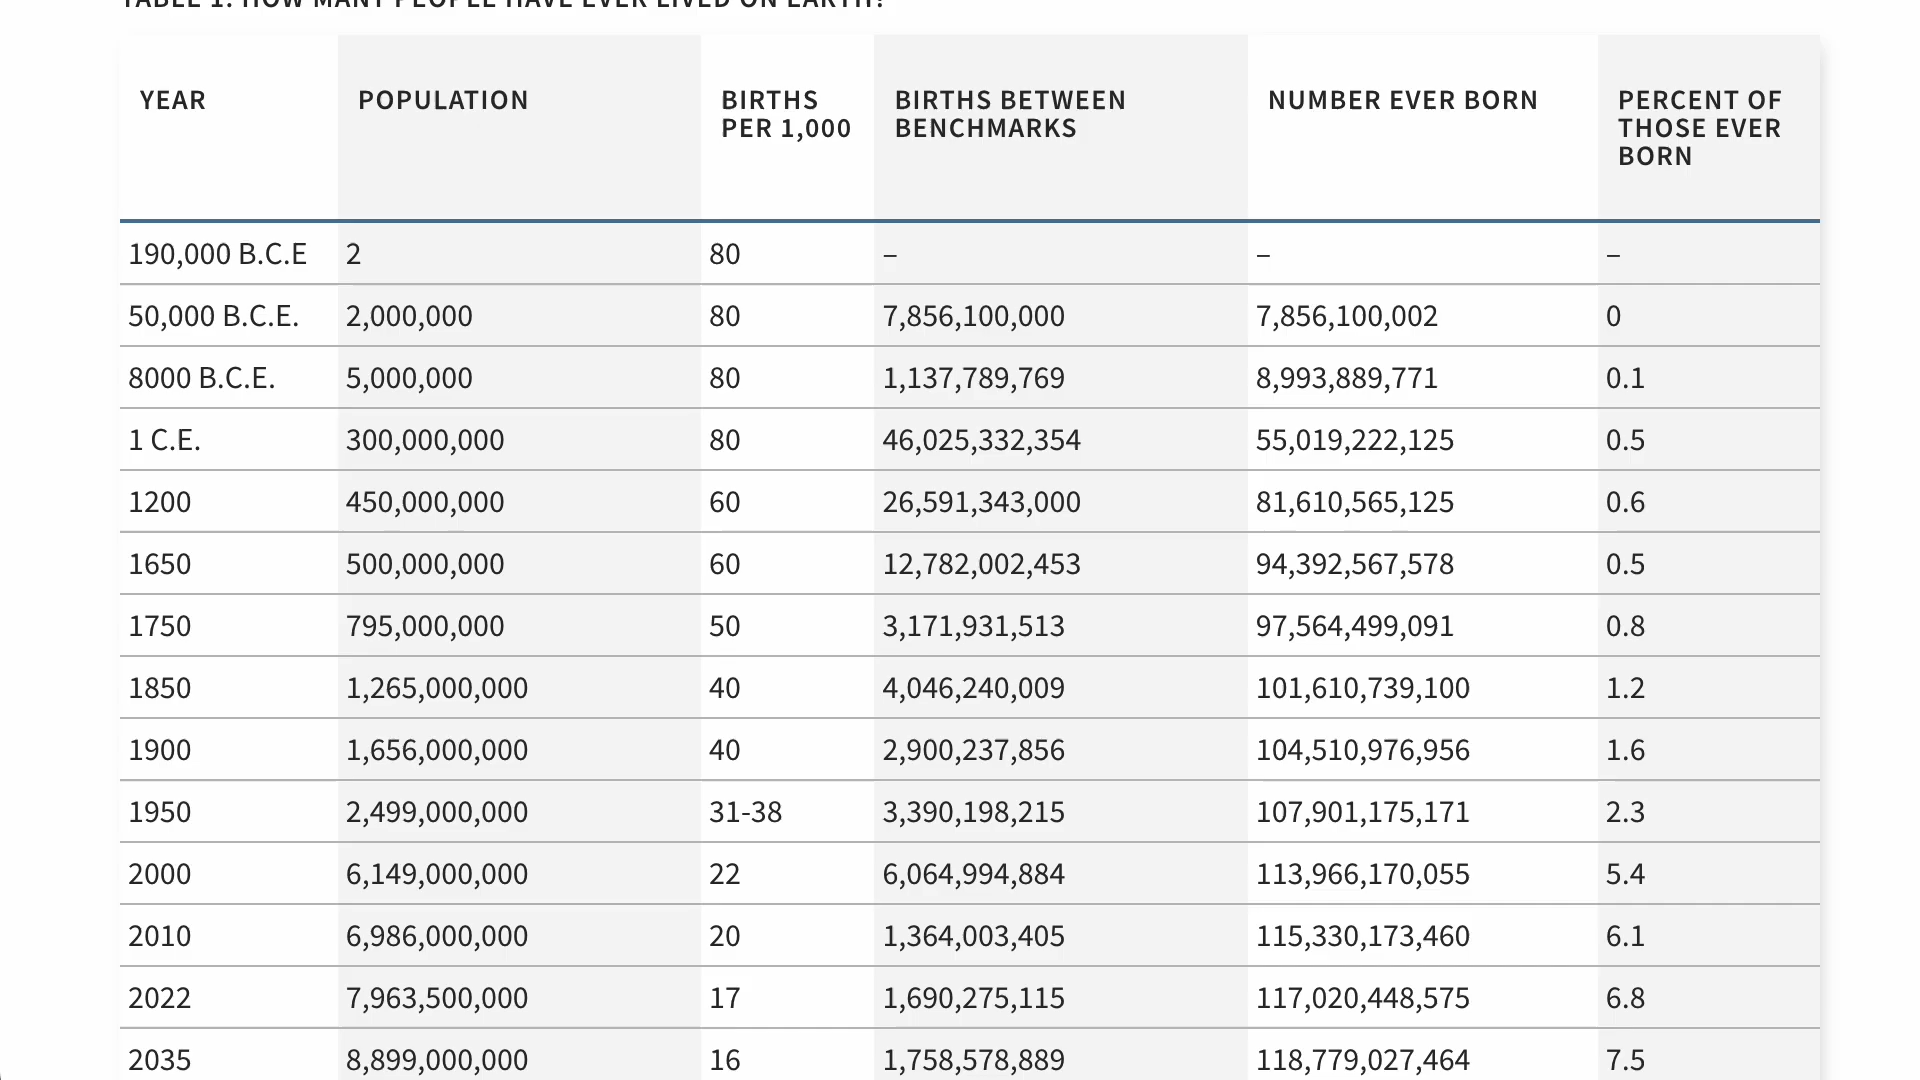 TABLE 1. HOW MANY PEOPLE HAVE EVER LIVED ON EARTH?
YEAR POPULATION BIRTHS PER 1,000 BIRTHS BETWEEN BENCHMARKS NUMBER EVER BORN PERCENT OF THOSE EVER BORN
190,000 B.C.E 2 80 – – –
50,000 B.C.E. 2,000,000 80 7,856,100,000 7,856,100,002 0
8000 B.C.E. 5,000,000 80 1,137,789,769 8,993,889,771 0.1
1 C.E. 300,000,000 80 46,025,332,354 55,019,222,125 0.5
1200 450,000,000 60 26,591,343,000 81,610,565,125 0.6
1650 500,000,000 60 12,782,002,453 94,392,567,578 0.5
1750 795,000,000 50 3,171,931,513 97,564,499,091 0.8
1850 1,265,000,000 40 4,046,240,009 101,610,739,100 1.2
1900 1,656,000,000 40 2,900,237,856 104,510,976,956 1.6
1950 2,499,000,000 31-38 3,390,198,215 107,901,175,171 2.3
2000 6,149,000,000 22 6,064,994,884 113,966,170,055 5.4
2010 6,986,000,000 20 1,364,003,405 115,330,173,460 6.1
2022 7,963,500,000 17 1,690,275,115 117,020,448,575 6.8
2035 8,899,000,000 16 1,758,578,889 118,779,027,464 7.5